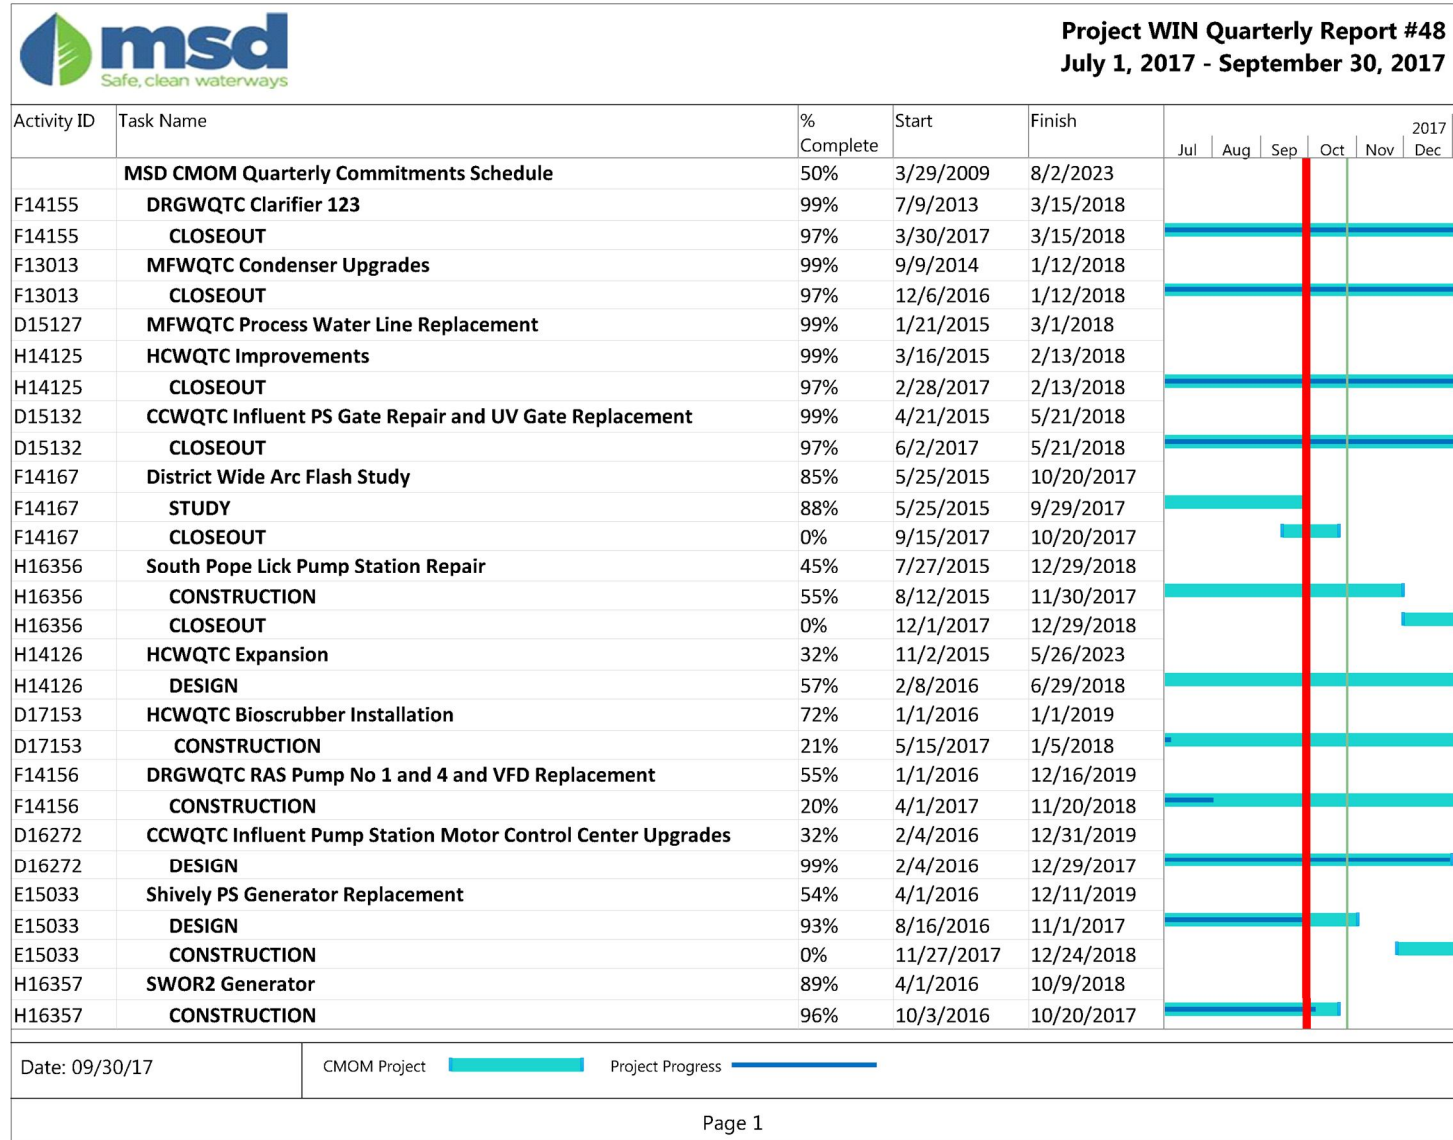 msd
Safe, clean waterways
Project WIN Quarterly Report #48
July 1, 2017 - September 30, 2017
Activity ID Task Name % Complete Start Finish 2017
Jul Aug Sep Oct Nov Dec
MSD CMOM Quarterly Commitments Schedule 50% 3/29/2009 8/2/2023
F14155 DRGWQTC Clarifier 123 99% 7/9/2013 3/15/2018
F14155 CLOSEOUT 97% 3/30/2017 3/15/2018
F13013 MFWQTC Condenser Upgrades 99% 9/9/2014 1/12/2018
F13013 CLOSEOUT 97% 12/6/2016 1/12/2018
D15127 MFWQTC Process Water Line Replacement 99% 1/21/2015 3/1/2018
H14125 HCWQTC Improvements 99% 3/16/2015 2/13/2018
H14125 CLOSEOUT 97% 2/28/2017 2/13/2018
D15132 CCWQTC Influent PS Gate Repair and UV Gate Replacement 99% 4/21/2015 5/21/2018
D15132 CLOSEOUT 97% 6/2/2017 5/21/2018
F14167 District Wide Arc Flash Study 85% 5/25/2015 10/20/2017
F14167 STUDY 88% 5/25/2015 9/29/2017
F14167 CLOSEOUT 0% 9/15/2017 10/20/2017
H16356 South Pope Lick Pump Station Repair 45% 7/27/2015 12/29/2018
H16356 CONSTRUCTION 55% 8/12/2015 11/30/2017
H16356 CLOSEOUT 0% 12/1/2017 12/29/2018
H14126 HCWQTC Expansion 32% 11/2/2015 5/26/2023
H14126 DESIGN 57% 2/8/2016 6/29/2018
D17153 HCWQTC Bioscrubber Installation 72% 1/1/2016 1/1/2019
D17153 CONSTRUCTION 21% 5/15/2017 1/5/2018
F14156 DRGWQTC RAS Pump No 1 and 4 and VFD Replacement 55% 1/1/2016 12/16/2019
F14156 CONSTRUCTION 20% 4/1/2017 11/20/2018
D16272 CCWQTC Influent Pump Station Motor Control Center Upgrades 32% 2/4/2016 12/31/2019
D16272 DESIGN 99% 2/4/2016 12/29/2017
E15033 Shively PS Generator Replacement 54% 4/1/2016 12/11/2019
E15033 DESIGN 93% 8/16/2016 11/1/2017
E15033 CONSTRUCTION 0% 11/27/2017 12/24/2018
H16357 SWOR2 Generator 89% 4/1/2016 10/9/2018
H16357 CONSTRUCTION 96% 10/3/2016 10/20/2017
Date: 09/30/17 CMOM Project Project Progress
Page 1